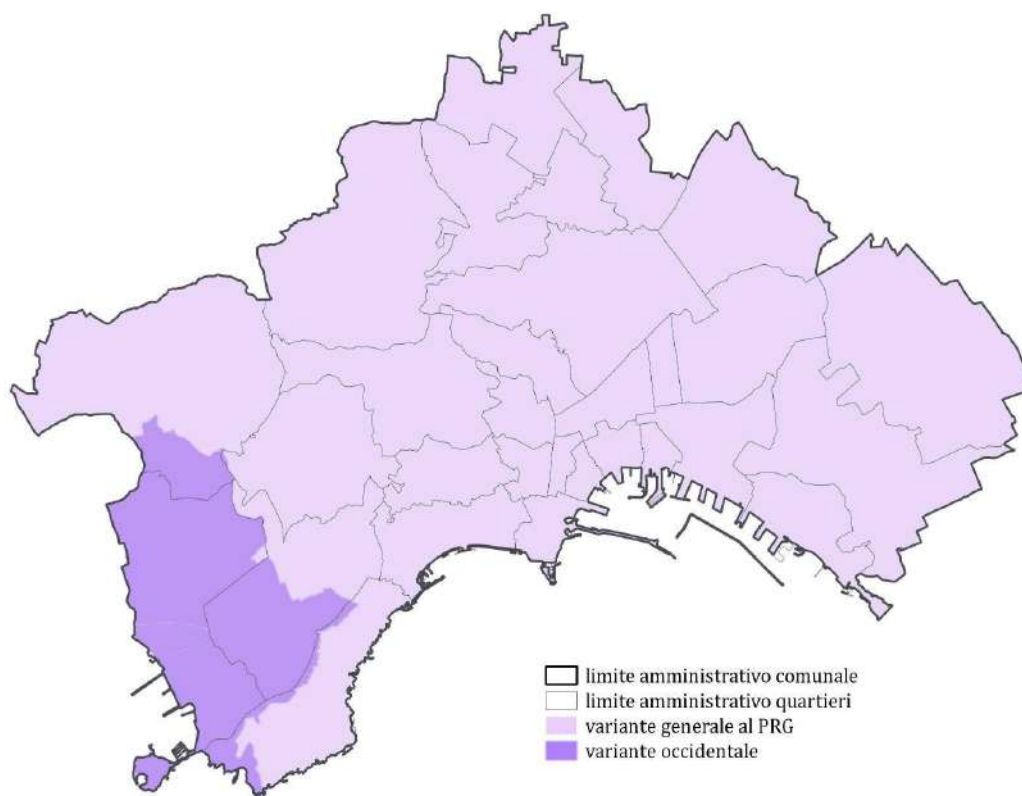 limite amministrativo comunale
limite amministrativo quartieri
variante generale al PRG
variante occidentale